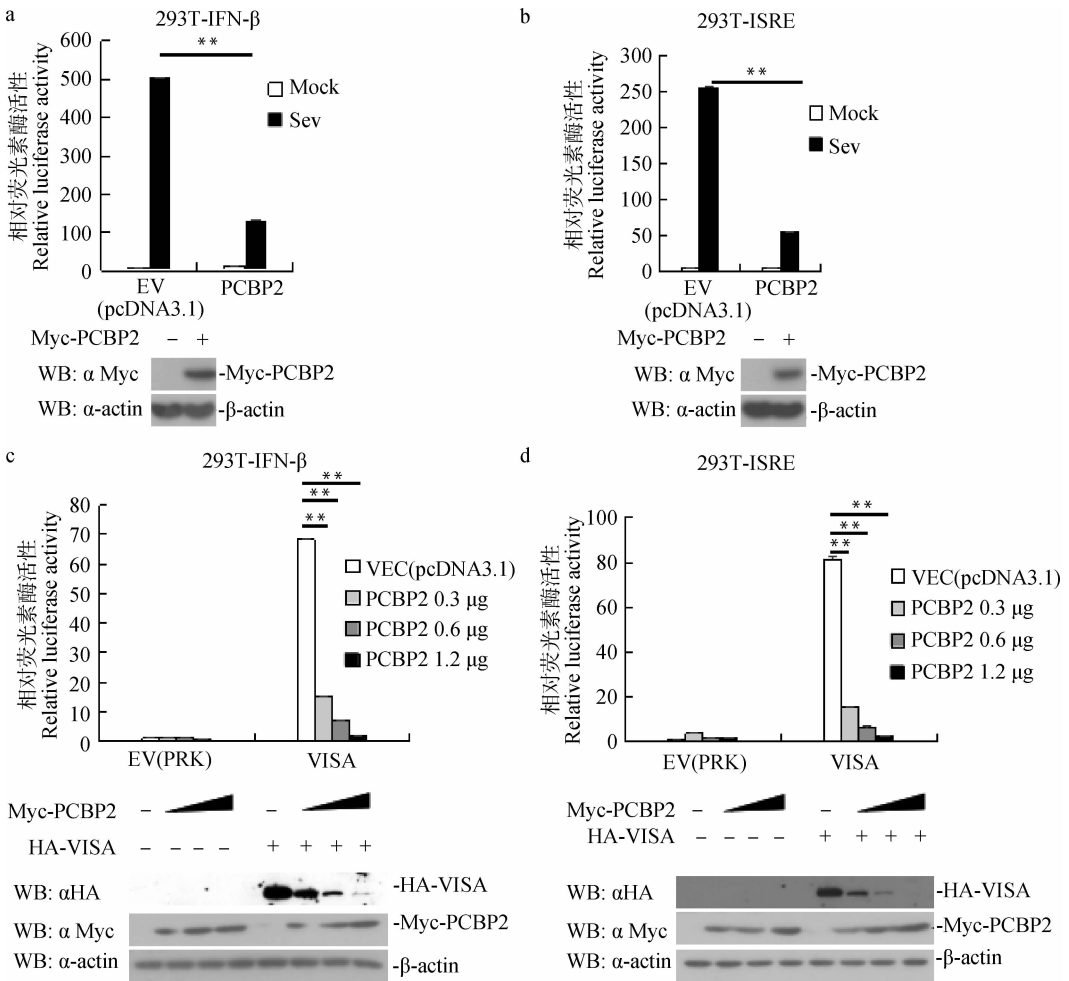 a
293T-IFN-β
相对荧光素酶活性
Relative luciferase activity
600
500
400
300
200
100
0
**
Mock
Sev
EV
(pcDNA3.1)
PCBP2
Myc-PCBP2 − +
WB: α Myc -Myc-PCBP2
WB: α-actin -β-actin
b
293T-ISRE
相对荧光素酶活性
Relative luciferase activity
300
250
200
150
100
50
0
**
Mock
Sev
EV
(pcDNA3.1)
PCBP2
Myc-PCBP2 − +
WB: α Myc -Myc-PCBP2
WB: α-actin -β-actin
c
293T-IFN-β
相对荧光素酶活性
Relative luciferase activity
80
70
60
50
40
30
20
10
0
**
**
**
VEC(pcDNA3.1)
PCBP2 0.3 μg
PCBP2 0.6 μg
PCBP2 1.2 μg
EV(PRK) VISA
Myc-PCBP2 − −
HA-VISA − − − − + + + +
WB: αHA -HA-VISA
WB: α Myc -Myc-PCBP2
WB: α-actin -β-actin
d
293T-ISRE
相对荧光素酶活性
Relative luciferase activity
100
80
60
40
20
0
**
**
**
VEC(pcDNA3.1)
PCBP2 0.3 μg
PCBP2 0.6 μg
PCBP2 1.2 μg
EV(PRK) VISA
Myc-PCBP2 − −
HA-VISA − − − − + + + +
WB: αHA -HA-VISA
WB: α Myc -Myc-PCBP2
WB: α-actin -β-actin